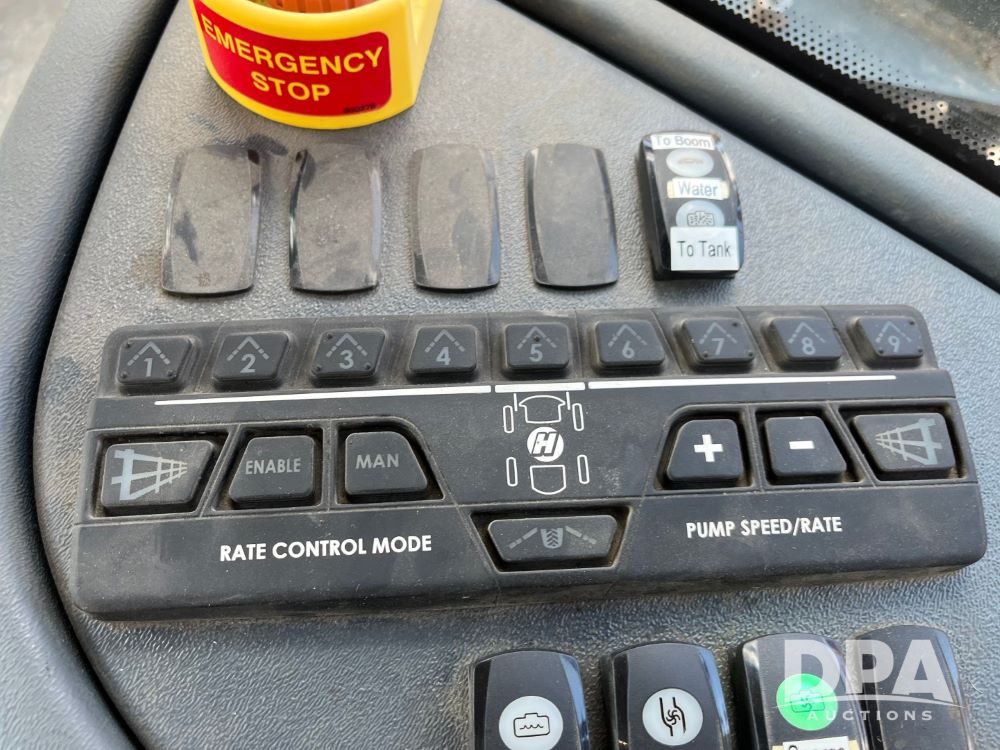 EMERGENCY
STOP
To Boom
Water
To Tank
1 2 3 4 5 6 7 8 9
ENABLE MAN H + -
RATE CONTROL MODE PUMP SPEED/RATE
DPA
AUCTIONS